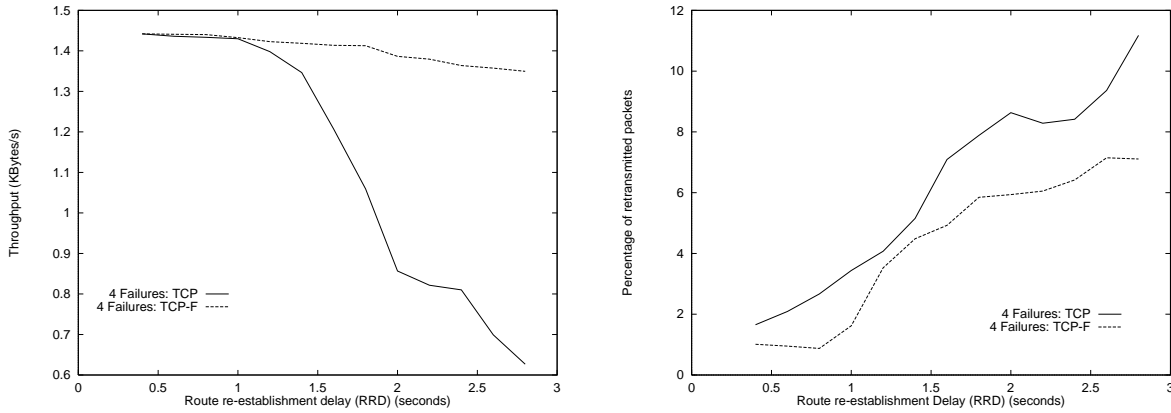 1.5
1.4
1.3
1.2
1.1
1
0.9
0.8
0.7
0.6
Throughput (KBytes/s)
4 Failures: TCP
4 Failures: TCP-F
0 0.5 1 1.5 2 2.5 3
Route re-establishment delay (RRD) (seconds)
12
10
8
6
4
2
0
Percentage of retransmitted packets
4 Failures: TCP
4 Failures: TCP-F
0 0.5 1 1.5 2 2.5 3
Route re-establishment Delay (RRD) (seconds)